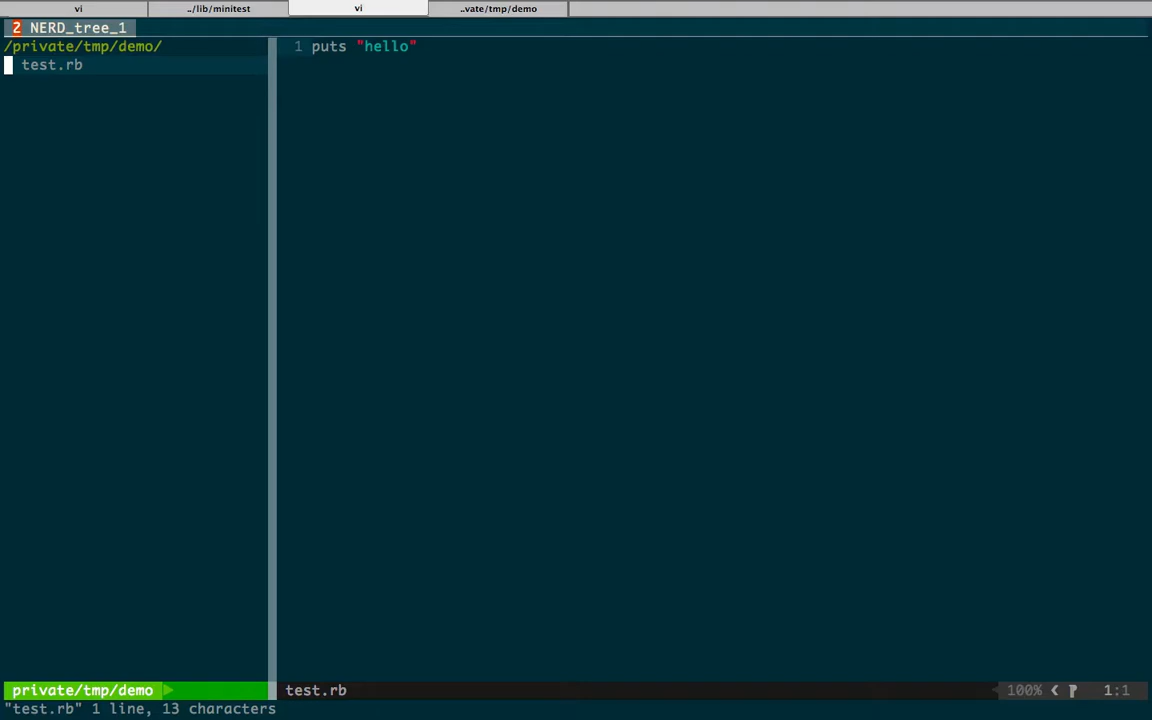 vi ../lib/minitest vi ..vate/tmp/demo
2 NERD_tree_1
/private/tmp/demo/
test.rb
1 puts "hello"
private/tmp/demo test.rb 100% 1:1
"test.rb" 1 line, 13 characters